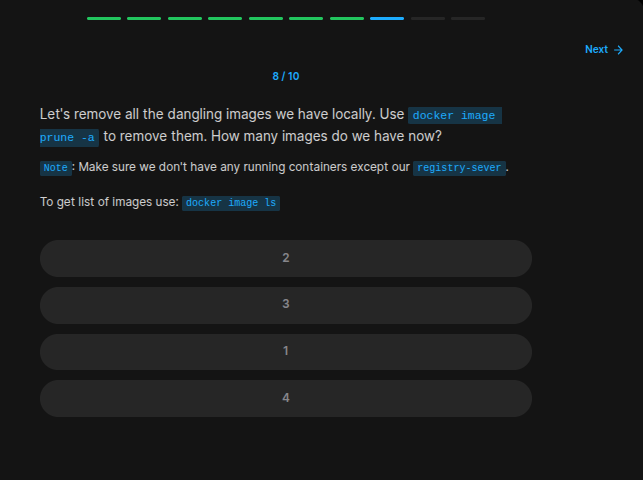 Next →
8 / 10
Let's remove all the dangling images we have locally. Use docker image
prune -a to remove them. How many images do we have now?
Note: Make sure we don't have any running containers except our registry-sever.
To get list of images use: docker image ls
2
3
1
4